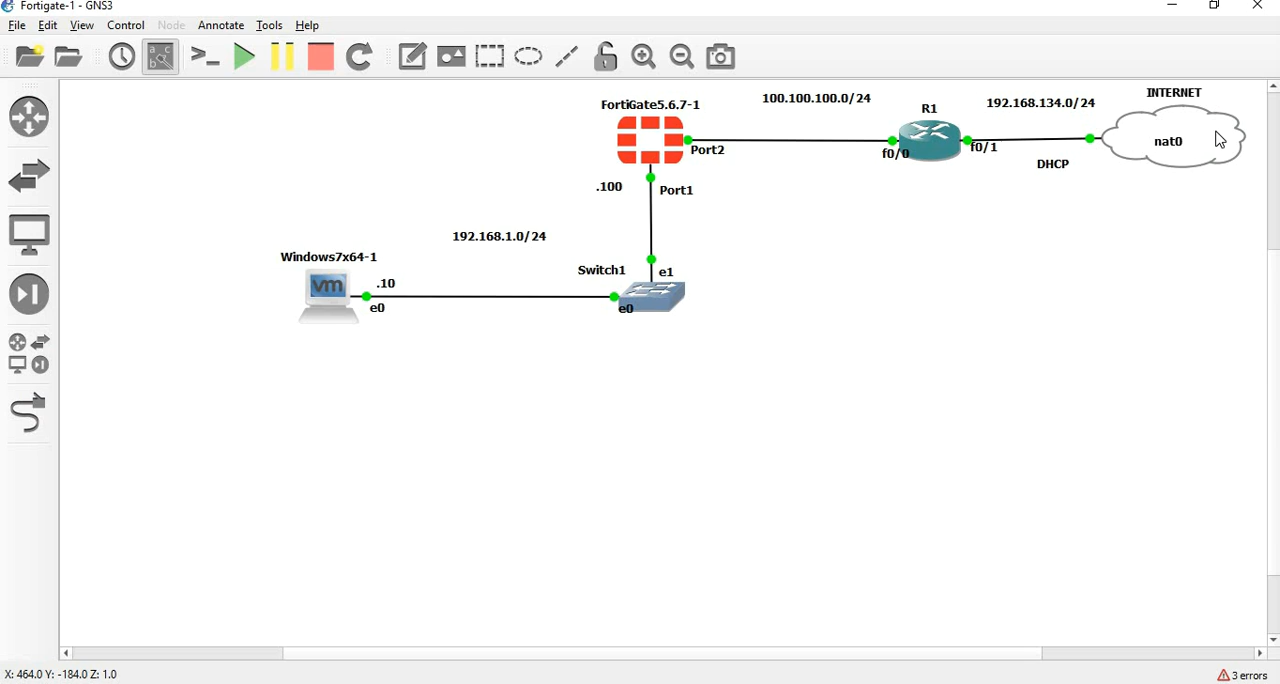 Fortigate-1 - GNS3
File Edit View Control Node Annotate Tools Help
INTERNET
FortiGate5.6.7-1
100.100.100.0/24
R1
192.168.134.0/24
Port2
f0/0
f0/1
nat0
DHCP
.100
Port1
192.168.1.0/24
Windows7x64-1
Switch1
e1
vm
.10
e0
e0
X: 464.0 Y: -184.0 Z: 1.0
3 errors